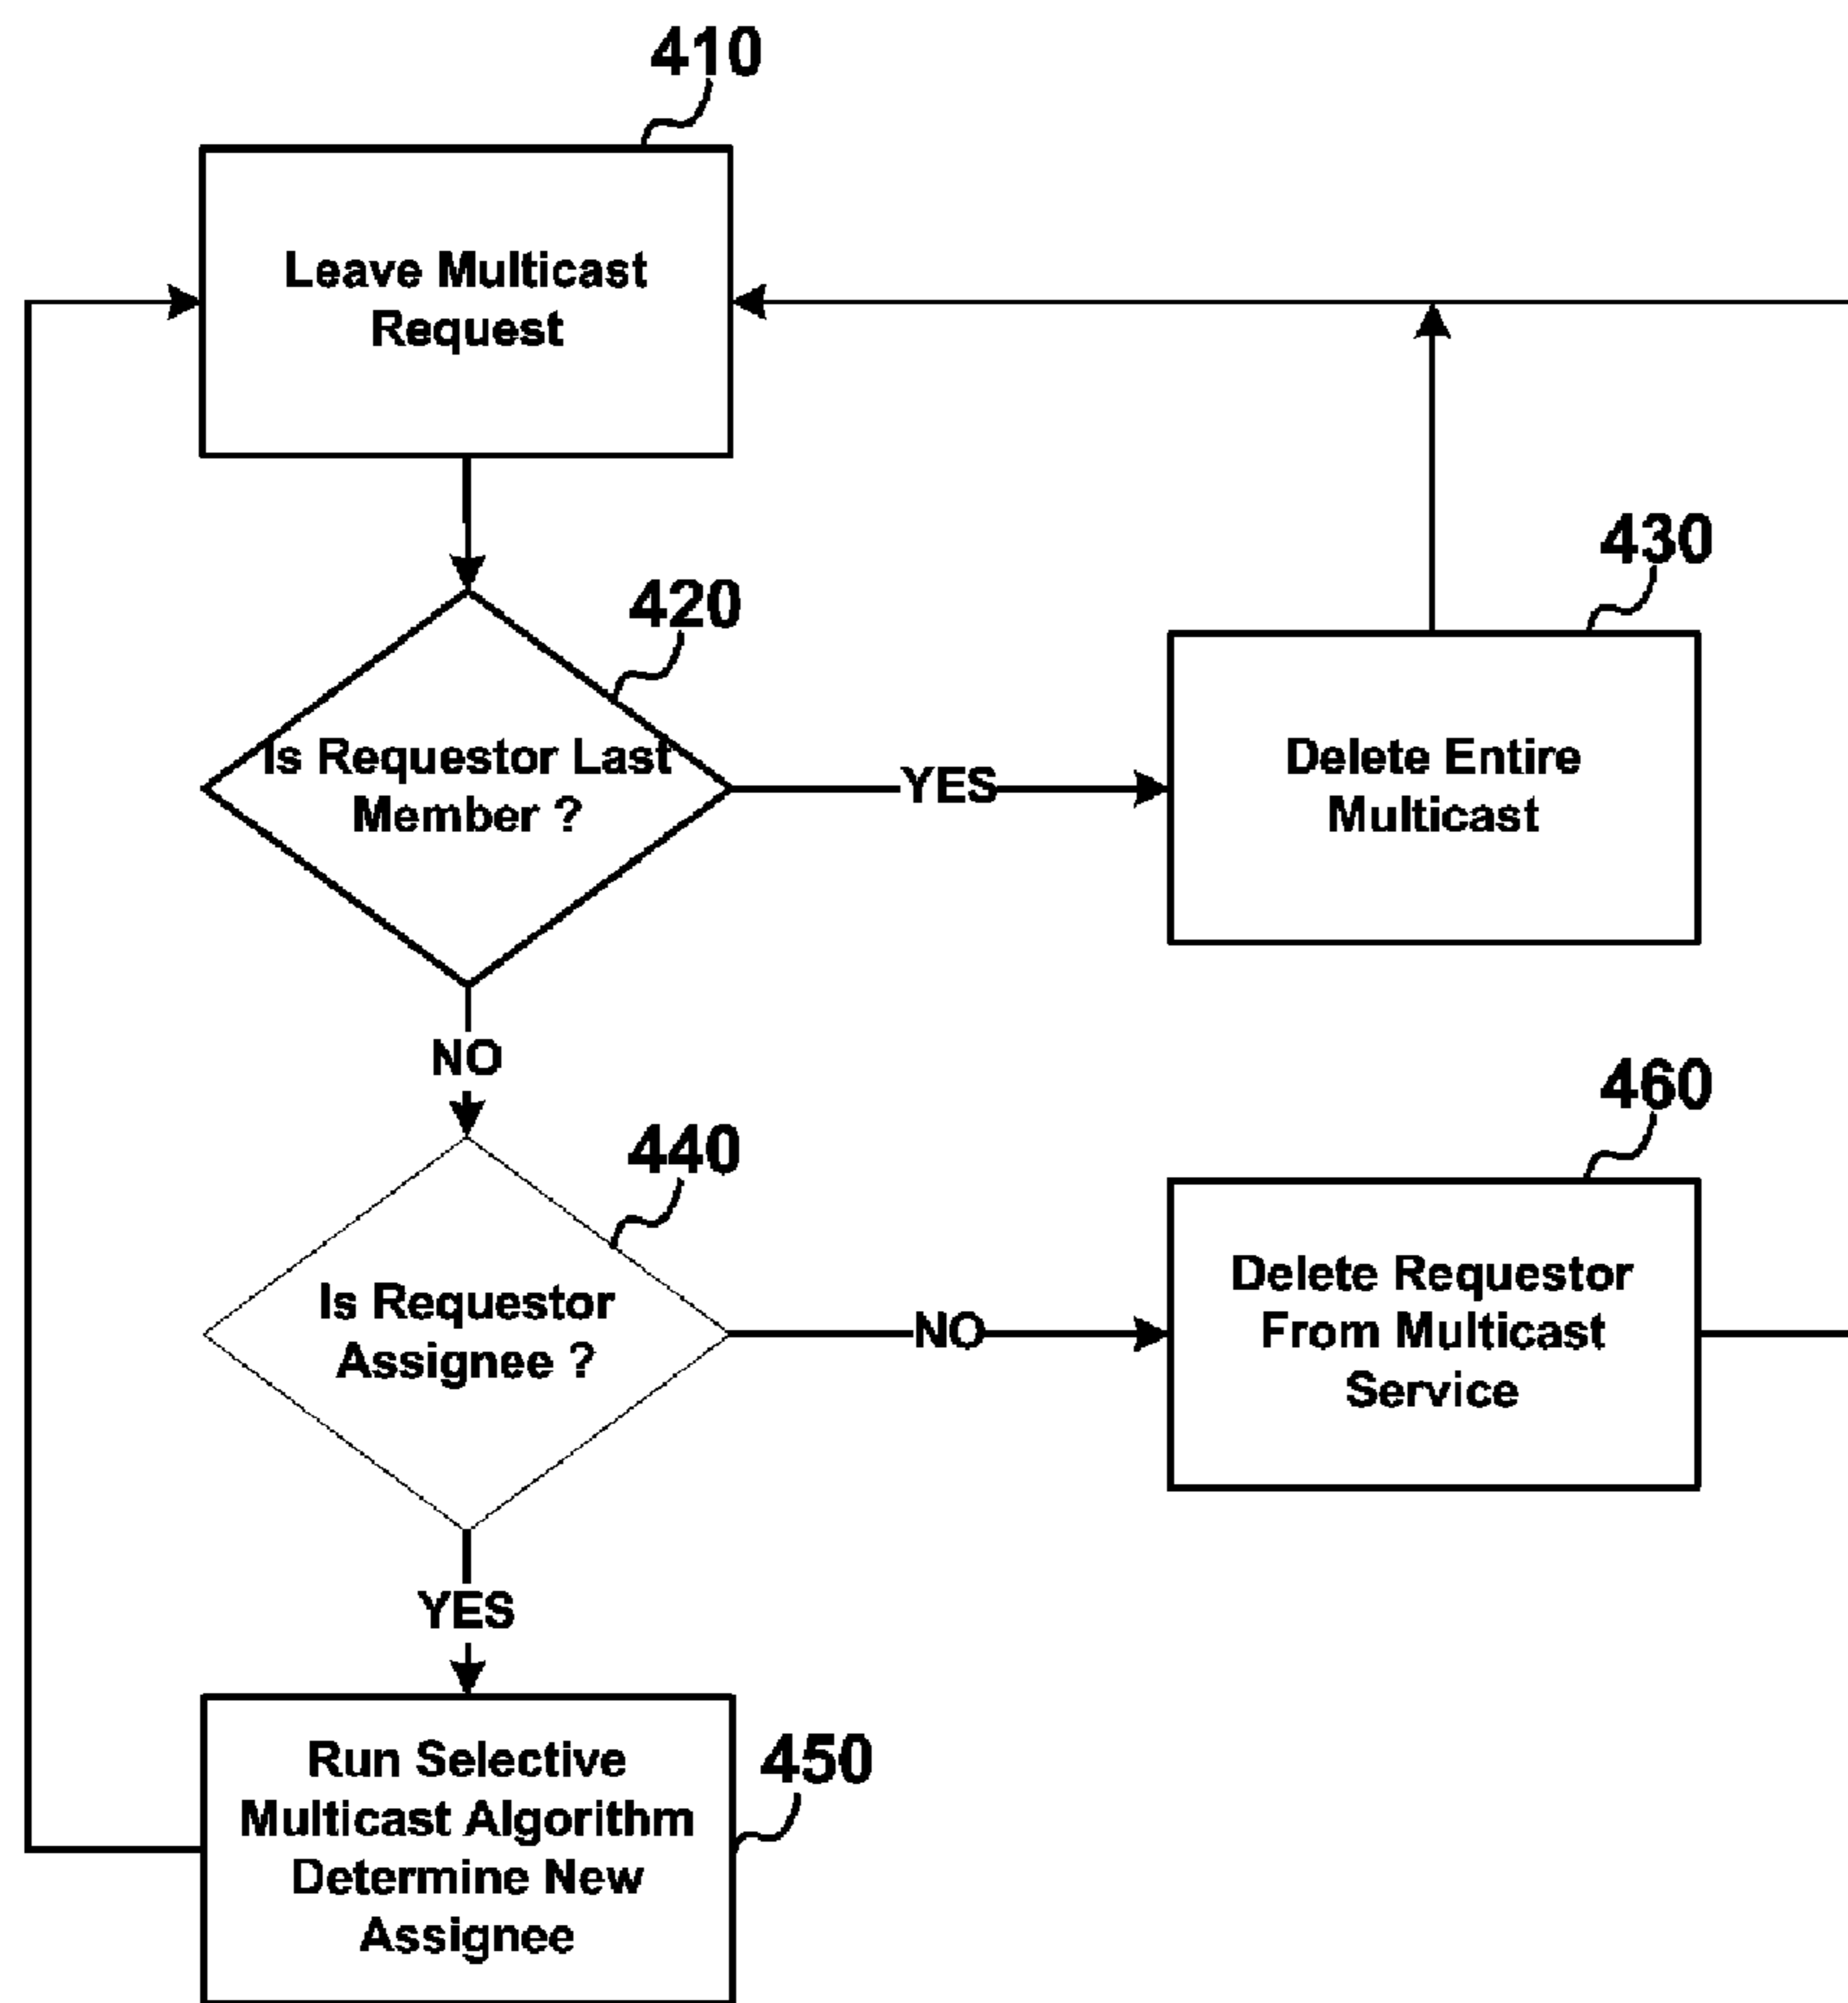 410
Leave Multicast
Request
420
Is Requestor Last
Member ?
YES
430
Delete Entire
Multicast
NO
440
Is Requestor
Assignee ?
NO
460
Delete Requestor
From Multicast
Service
YES
450
Run Selective
Multicast Algorithm
Determine New
Assignee